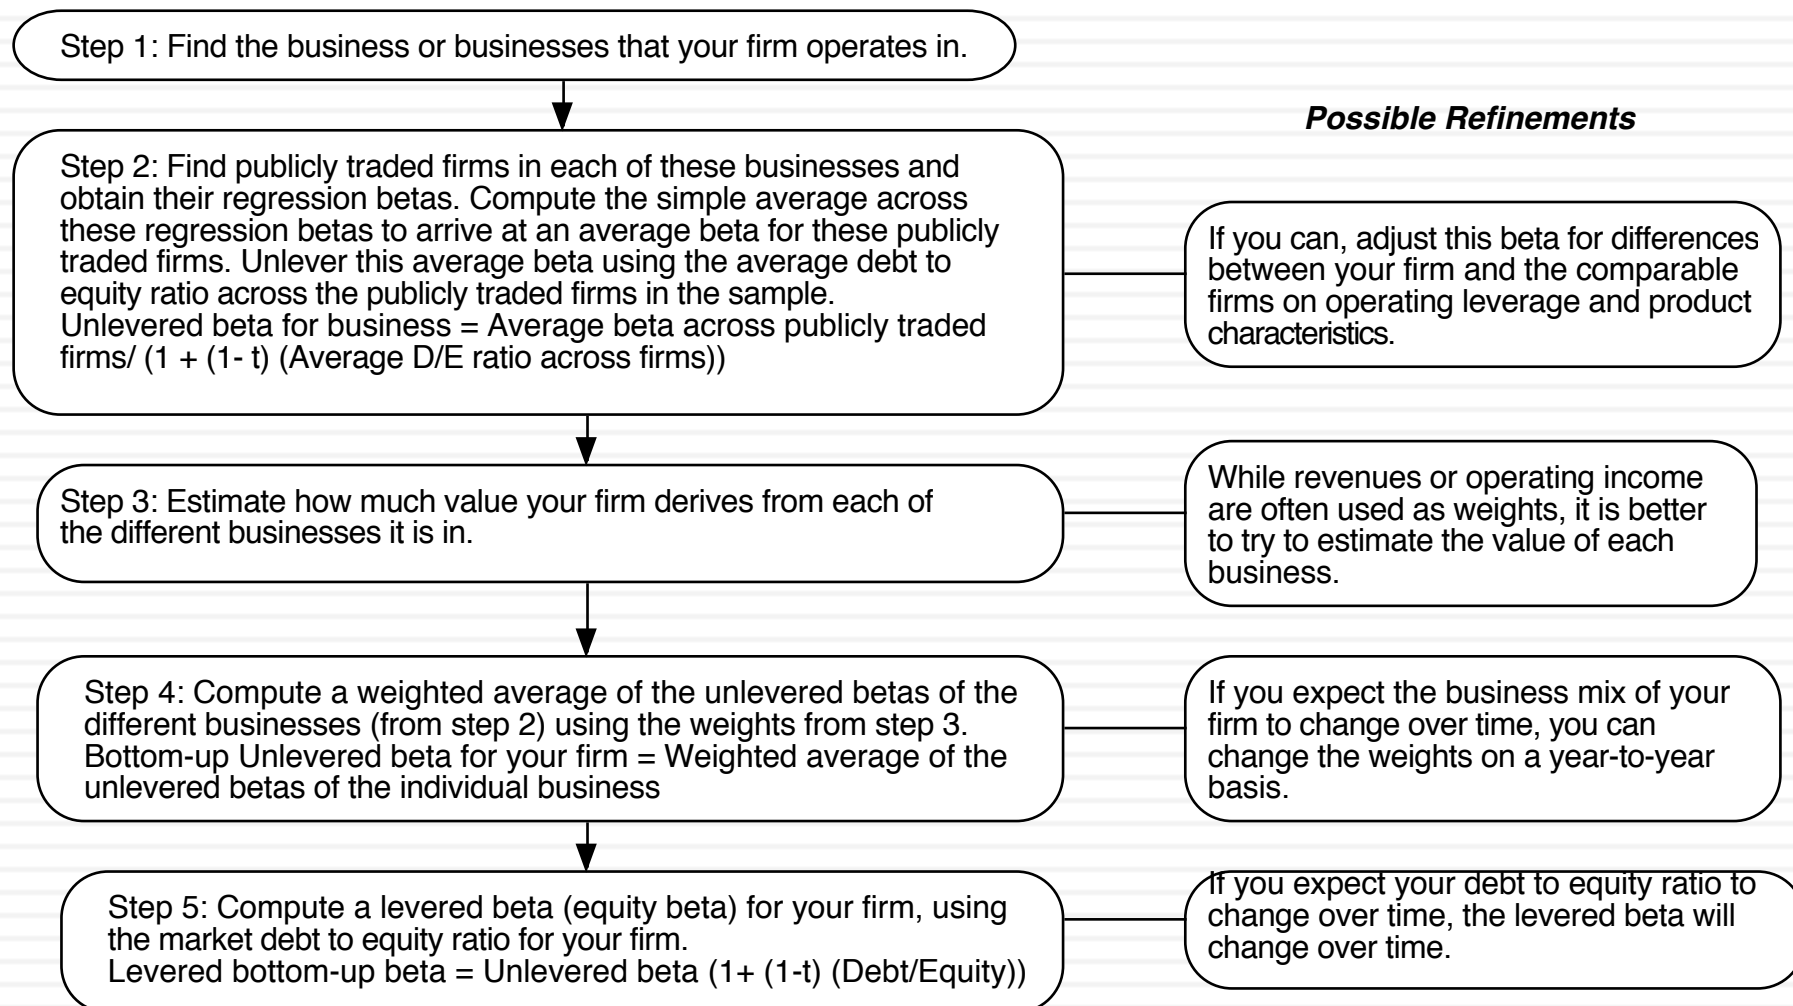 Step 1: Find the business or businesses that your firm operates in.
Possible Refinements
Step 2: Find publicly traded firms in each of these businesses and
obtain their regression betas. Compute the simple average across
these regression betas to arrive at an average beta for these publicly
traded firms. Unlever this average beta using the average debt to
equity ratio across the publicly traded firms in the sample.
Unlevered beta for business = Average beta across publicly traded
firms/ (1 + (1- t) (Average D/E ratio across firms))
If you can, adjust this beta for differences
between your firm and the comparable
firms on operating leverage and product
characteristics.
Step 3: Estimate how much value your firm derives from each of
the different businesses it is in.
While revenues or operating income
are often used as weights, it is better
to try to estimate the value of each
business.
Step 4: Compute a weighted average of the unlevered betas of the
different businesses (from step 2) using the weights from step 3.
Bottom-up Unlevered beta for your firm = Weighted average of the
unlevered betas of the individual business
If you expect the business mix of your
firm to change over time, you can
change the weights on a year-to-year
basis.
Step 5: Compute a levered beta (equity beta) for your firm, using
the market debt to equity ratio for your firm.
Levered bottom-up beta = Unlevered beta (1+ (1-t) (Debt/Equity))
If you expect your debt to equity ratio to
change over time, the levered beta will
change over time.